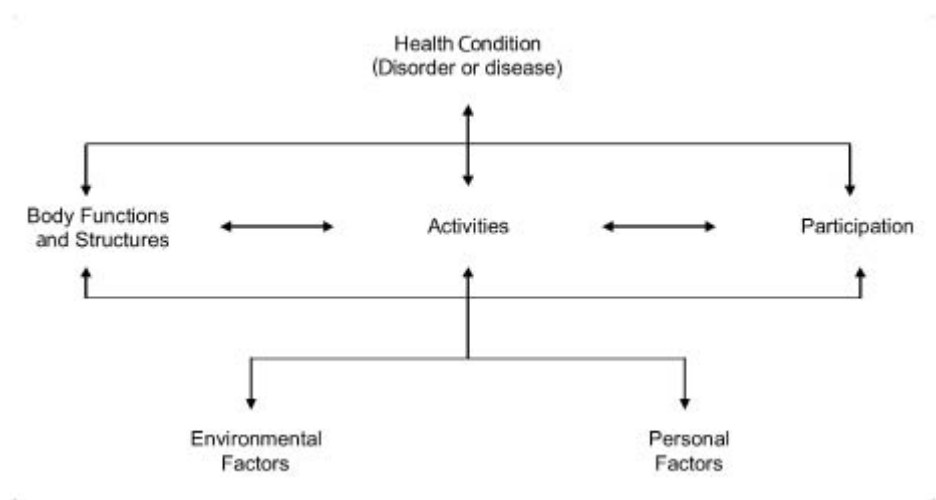 Health Condition
(Disorder or disease)
Body Functions
and Structures
Activities
Participation
Environmental
Factors
Personal
Factors